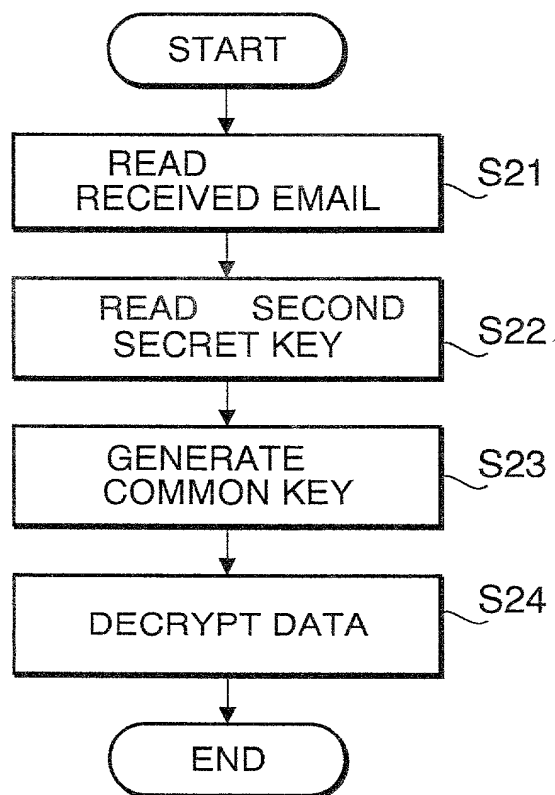 START
READ
RECEIVED EMAIL
S21
READ SECOND
SECRET KEY
S22
GENERATE
COMMON KEY
S23
DECRYPT DATA
S24
END